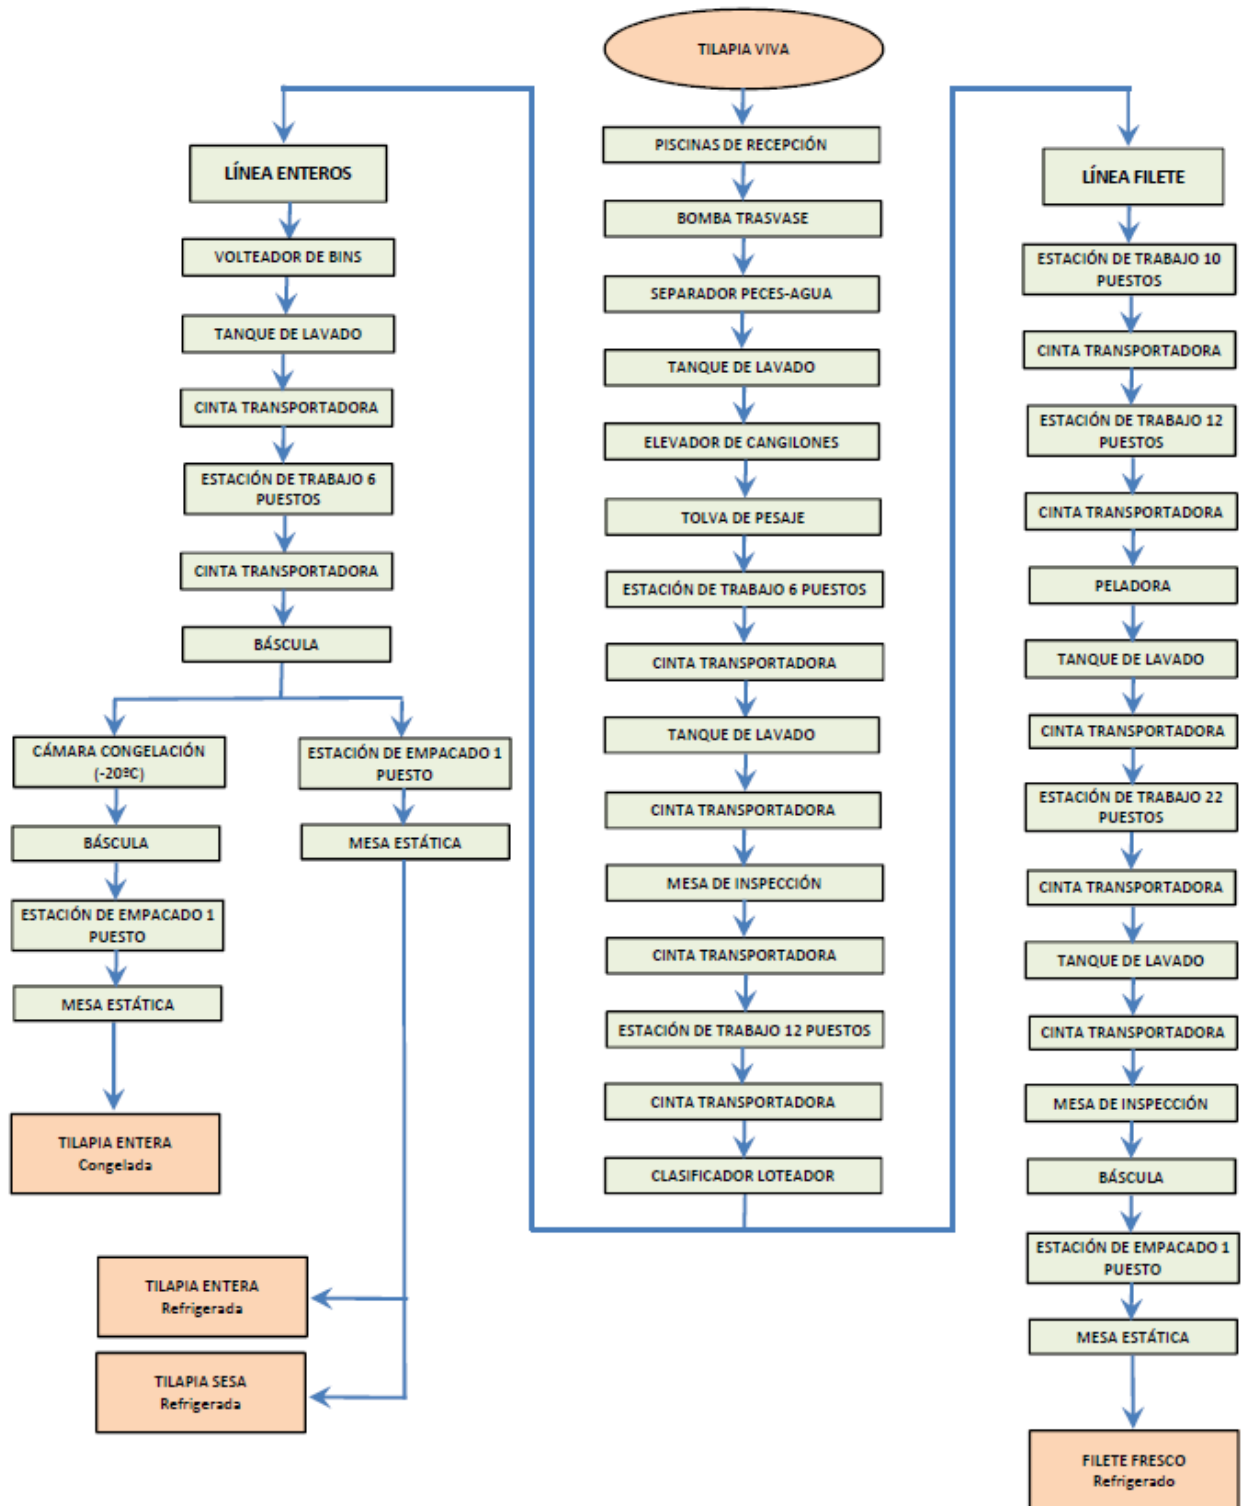 TILAPIA VIVA
PISCINAS DE RECEPCIÓN
BOMBA TRASVASE
SEPARADOR PECES-AGUA
TANQUE DE LAVADO
ELEVADOR DE CANGILONES
TOLVA DE PESAJE
ESTACIÓN DE TRABAJO 6 PUESTOS
CINTA TRANSPORTADORA
TANQUE DE LAVADO
CINTA TRANSPORTADORA
MESA DE INSPECCIÓN
CINTA TRANSPORTADORA
ESTACIÓN DE TRABAJO 12 PUESTOS
CINTA TRANSPORTADORA
CLASIFICADOR LOTEADOR
LÍNEA ENTEROS
VOLTEADOR DE BINS
TANQUE DE LAVADO
CINTA TRANSPORTADORA
ESTACIÓN DE TRABAJO 6
PUESTOS
CINTA TRANSPORTADORA
BÁSCULA
CÁMARA CONGELACIÓN
(-20ºC)
BÁSCULA
ESTACIÓN DE EMPACADO 1
PUESTO
MESA ESTÁTICA
TILAPIA ENTERA
Congelada
ESTACIÓN DE EMPACADO 1
PUESTO
MESA ESTÁTICA
TILAPIA ENTERA
Refrigerada
TILAPIA SESA
Refrigerada
LÍNEA FILETE
ESTACIÓN DE TRABAJO 10
PUESTOS
CINTA TRANSPORTADORA
ESTACIÓN DE TRABAJO 12
PUESTOS
CINTA TRANSPORTADORA
PELADORA
TANQUE DE LAVADO
CINTA TRANSPORTADORA
ESTACIÓN DE TRABAJO 22
PUESTOS
CINTA TRANSPORTADORA
TANQUE DE LAVADO
CINTA TRANSPORTADORA
MESA DE INSPECCIÓN
BÁSCULA
ESTACIÓN DE EMPACADO 1
PUESTO
MESA ESTÁTICA
FILETE FRESCO
Refrigerado